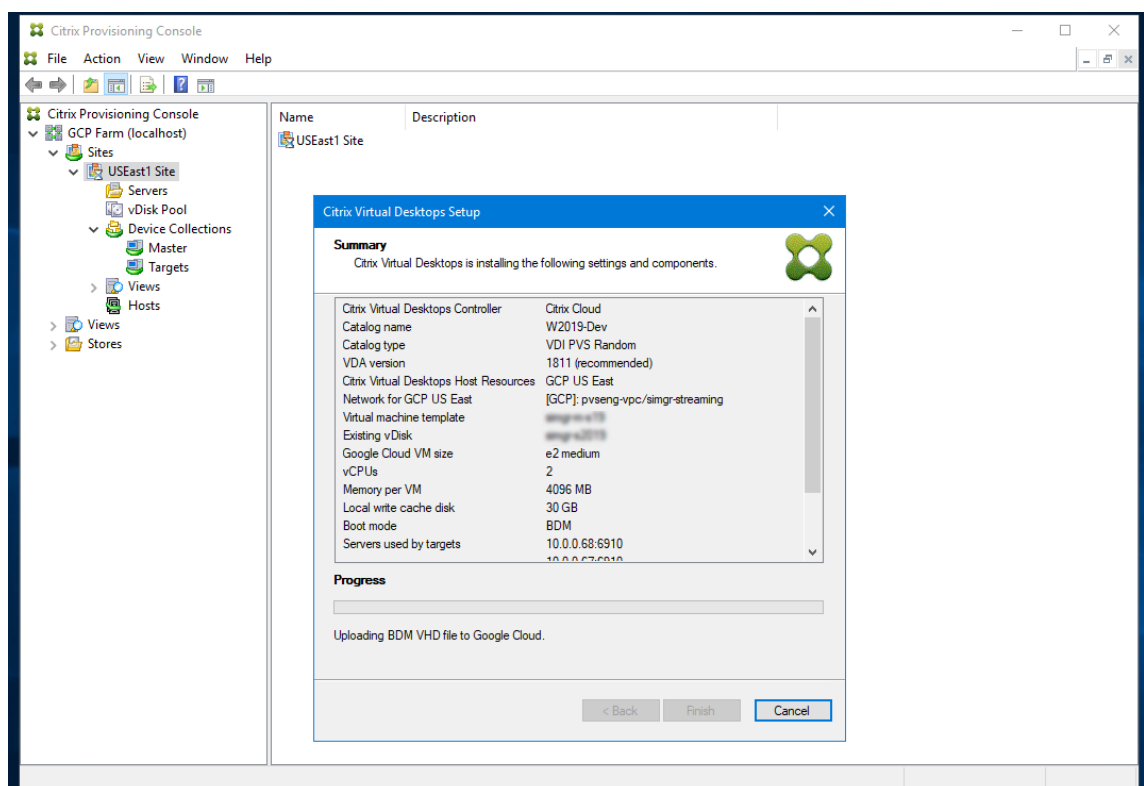 Citrix Provisioning Console
File Action View Window Help
Citrix Provisioning Console
GCP Farm (localhost)
Sites
USEast1 Site
Servers
vDisk Pool
Device Collections
Master
Targets
Views
Hosts
Views
Stores
Name Description
USEast1 Site
Citrix Virtual Desktops Setup
Summary
Citrix Virtual Desktops is installing the following settings and components.
Citrix Virtual Desktops Controller Citrix Cloud
Catalog name W2019-Dev
Catalog type VDI PVS Random
VDA version 1811 (recommended)
Citrix Virtual Desktops Host Resources GCP US East
Network for GCP US East [GCP]: pvseng-vpc/simgr-streaming
Virtual machine template
Existing vDisk
Google Cloud VM size e2 medium
vCPUs 2
Memory per VM 4096 MB
Local write cache disk 30 GB
Boot mode BDM
Servers used by targets 10.0.0.68:6910
10.0.0.67:6910
Progress
Uploading BDM VHD file to Google Cloud.
< Back Finish Cancel